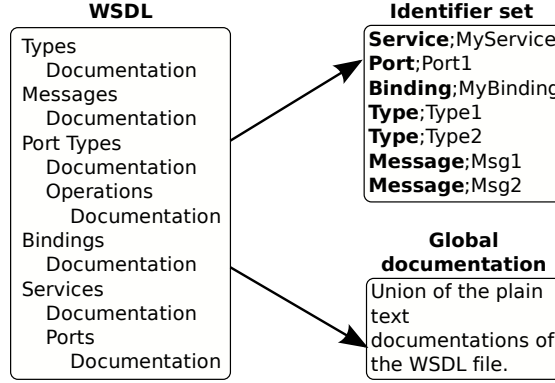 WSDL
Types
Documentation
Messages
Documentation
Port Types
Documentation
Operations
Documentation
Bindings
Documentation
Services
Documentation
Ports
Documentation
Identifier set
Service;MyService
Port;Port1
Binding;MyBinding
Type;Type1
Type;Type2
Message;Msg1
Message;Msg2
Global
documentation
Union of the plain
text
documentations of
the WSDL file.